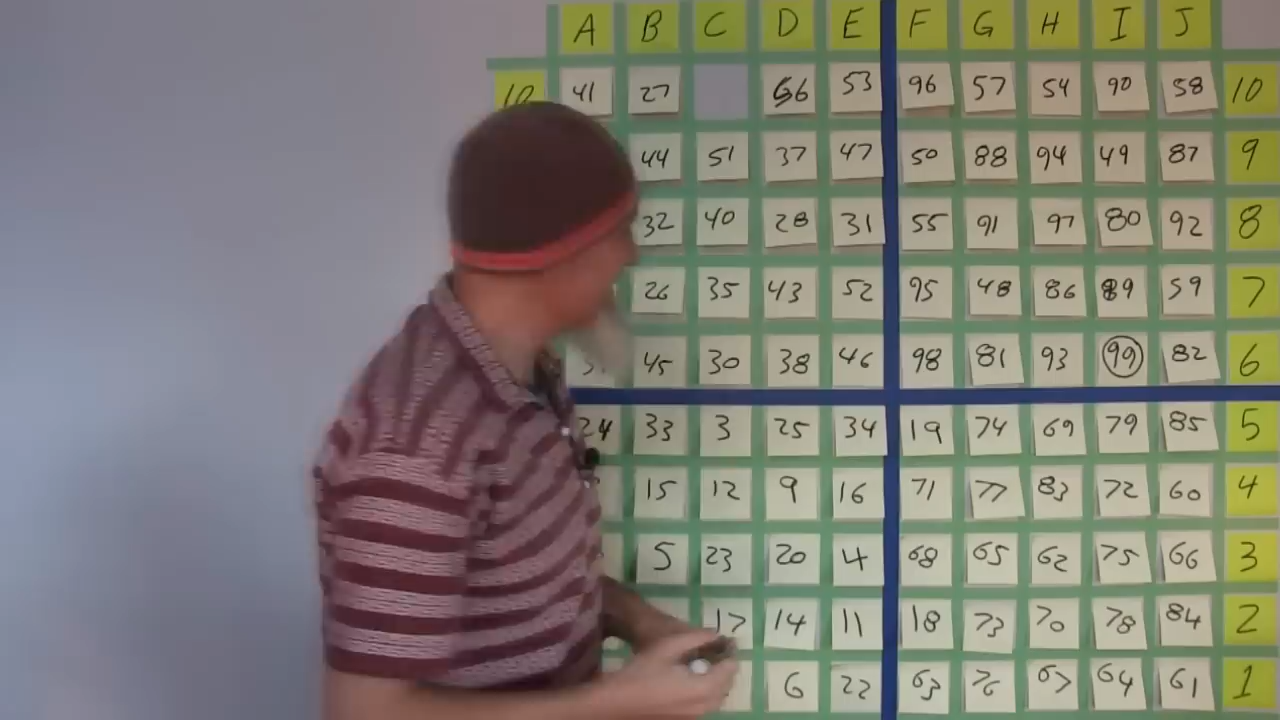 A B C D E F G H I J
10 41 27 56 53 96 57 54 90 58 10
44 51 37 47 50 88 94 49 87 9
32 40 28 31 55 91 97 80 92 8
26 35 43 52 95 48 86 89 59 7
45 30 38 46 98 81 93 99 82 6
24 33 3 25 34 19 74 69 79 85 5
15 12 9 16 71 77 83 72 60 4
5 23 20 4 68 65 62 75 66 3
17 14 11 18 73 70 78 84 2
6 22 63 76 67 64 61 1